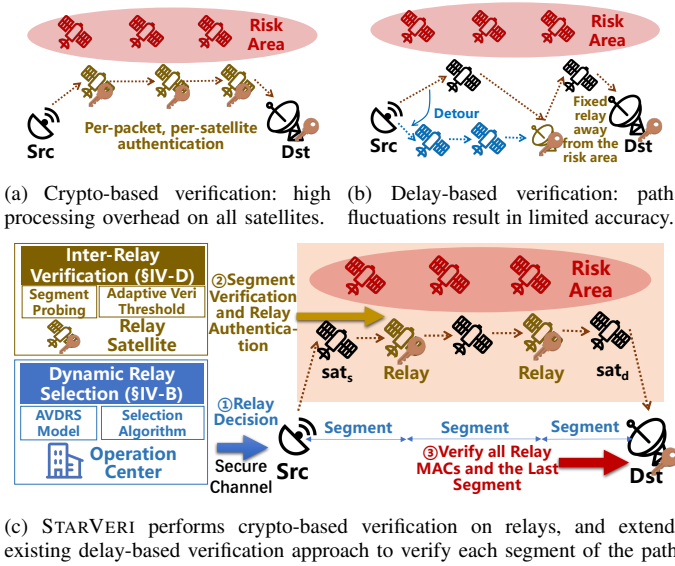 Risk
Area
Src
Per-packet, per-satellite
authentication
Dst
(a) Crypto-based verification: high
processing overhead on all satellites.
Risk
Area
Detour
Src
Fixed
relay
away
from the
risk area
Dst
(b) Delay-based verification: path
fluctuations result in limited accuracy.
Inter-Relay
Verification (§IV-D)
Segment
Probing
Adaptive Veri
Threshold
Relay
Satellite
②Segment
Verification
and Relay
Authentica-
tion
Dynamic Relay
Selection (§IV-B)
AVDRS
Model
Selection
Algorithm
Operation
Center
①Relay
Decision
Secure
Channel
Risk
Area
sats
Relay
Relay
satd
Segment
Segment
Segment
Src
③Verify all Relay
MACs and the Last
Segment
Dst
(c) STARVERI performs crypto-based verification on relays, and extend
existing delay-based verification approach to verify each segment of the path